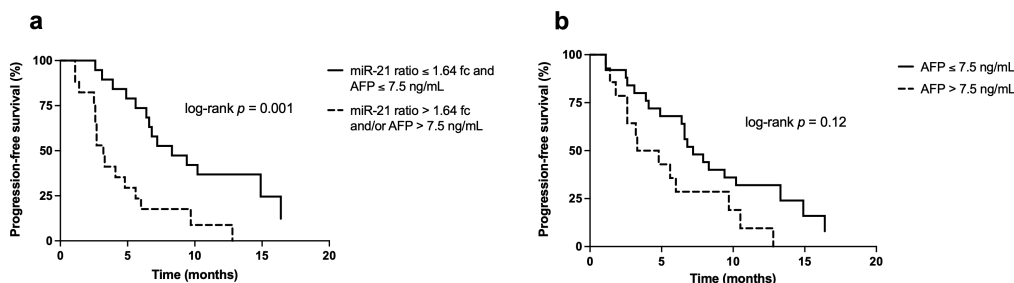 a
100
75
50
25
0
0
5
10
15
20
Progression-free survival (%)
Time (months)
log-rank p = 0.001
miR-21 ratio ≤ 1.64 fc and
AFP ≤ 7.5 ng/mL
miR-21 ratio > 1.64 fc
and/or AFP > 7.5 ng/mL
b
100
75
50
25
0
0
5
10
15
20
Progression-free survival (%)
Time (months)
log-rank p = 0.12
AFP ≤ 7.5 ng/mL
AFP > 7.5 ng/mL